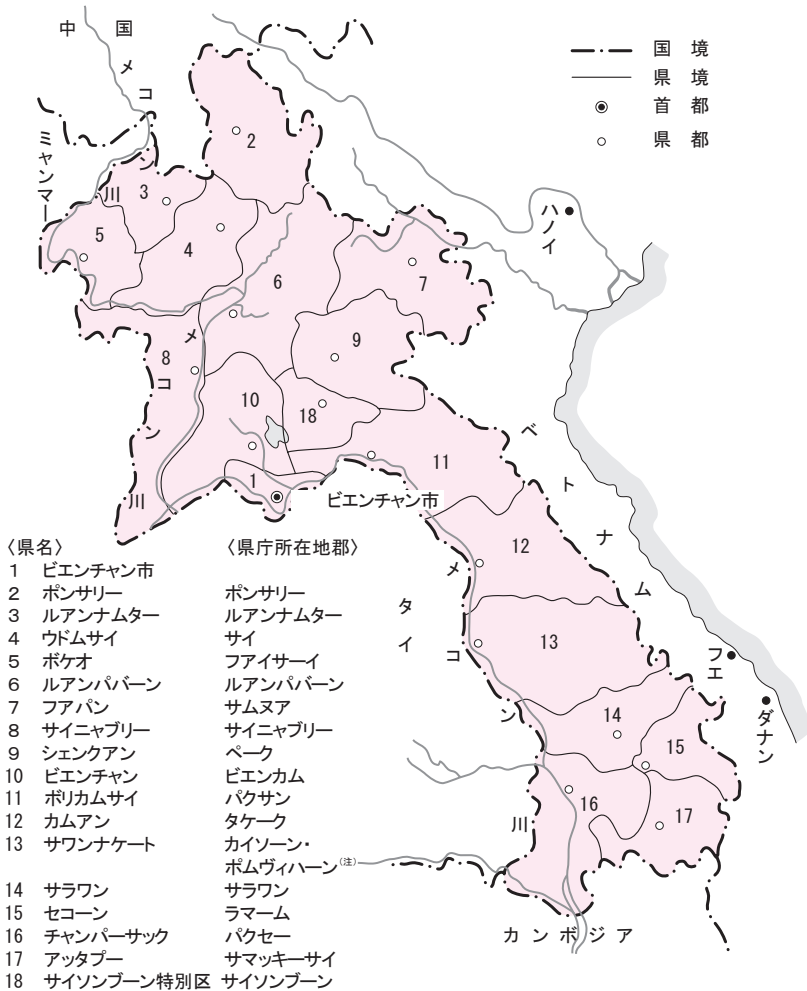 中国
メコン川
ミャンマー
国境
県境
首都
県都
ハノイ
2
3
5
4
6
7
メコン川
8
9
10
18
11
1
ビエンチャン市
ベトナム
12
メコン川
タイ
13
フエ
ダナン
14
15
16
17
カンボジア
〈県名〉 〈県庁所在地郡〉
1 ビエンチャン市
2 ポンサリー ポンサリー
3 ルアンナムター ルアンナムター
4 ウドムサイ サイ
5 ボケオ フアイサーイ
6 ルアンパバーン ルアンパバーン
7 フアパン サムヌア
8 サイニャブリー サイニャブリー
9 シェンクアン ペーク
10 ビエンチャン ビエンカム
11 ボリカムサイ パクサン
12 カムアン タケーク
13 サワンナケート カイソーン・
ポムヴィハーン(注)
14 サラワン サラワン
15 セコーン ラマーム
16 チャンパーサック パクセー
17 アッタプー サマッキーサイ
18 サイソンブーン特別区 サイソンブーン